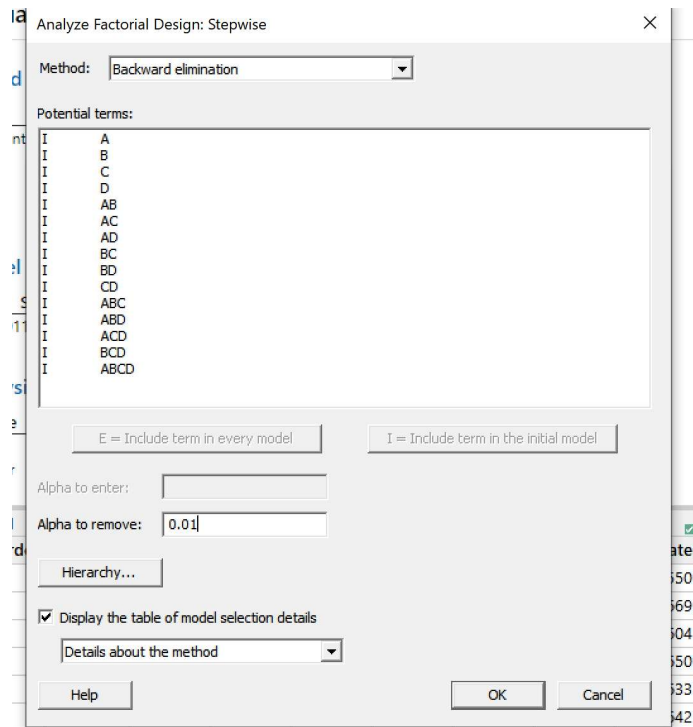 Analyze Factorial Design: Stepwise
Method: Backward elimination
Potential terms:
I A
I B
I C
I D
I AB
I AC
I AD
I BC
I BD
I CD
I ABC
I ABD
I ACD
I BCD
I ABCD
E = Include term in every model
I = Include term in the initial model
Alpha to enter:
Alpha to remove: 0.01
Hierarchy...
Display the table of model selection details
Details about the method
Help
OK
Cancel